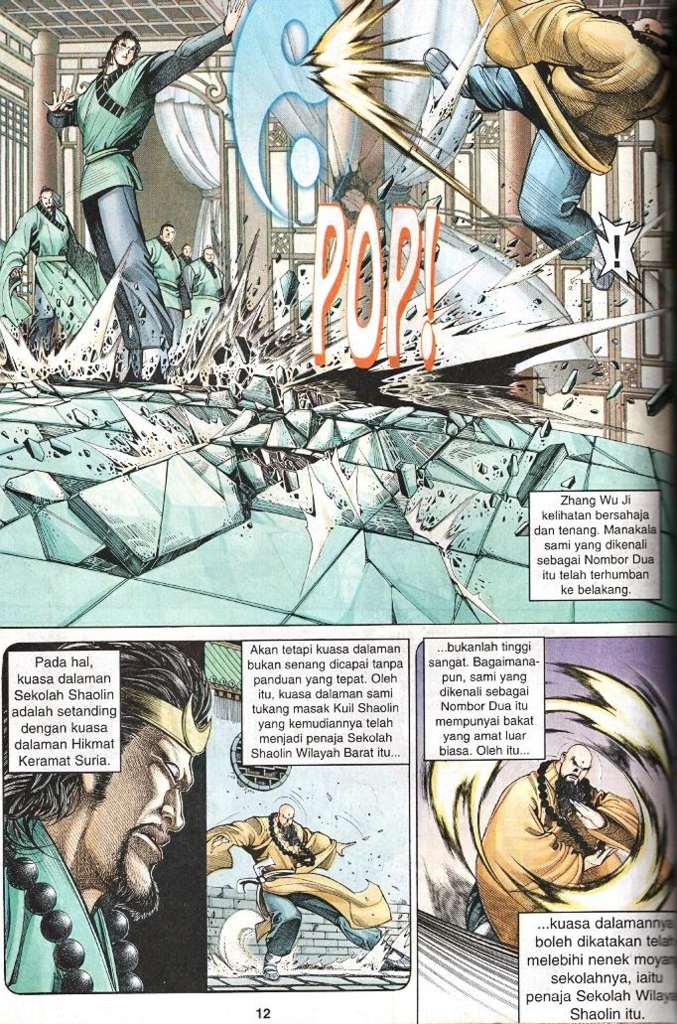 POP!
!
Zhang Wu Ji
kelihatan bersahaja
dan tenang. Manakala
sami yang dikenali
sebagai Nombor Dua
itu telah terhumban
ke belakang.
Pada hal,
kuasa dalaman
Sekolah Shaolin
adalah setanding
dengan kuasa
dalaman Hikmat
Keramat Suria.
Akan tetapi kuasa dalaman
bukan senang dicapai tanpa
panduan yang tepat. Oleh
itu, kuasa dalaman sami
tukang masak Kuil Shaolin
yang kemudiannya telah
menjadi penaja Sekolah
Shaolin Wilayah Barat itu...
...bukanlah tinggi
sangat. Bagaimana-
pun, sami yang
dikenali sebagai
Nombor Dua itu
mempunyai bakat
yang amat luar
biasa. Oleh itu...
...kuasa dalamannya
boleh dikatakan telah
melebihi nenek moyang
sekolahnya, iaitu
penaja Sekolah Wilayah
Shaolin itu.
12